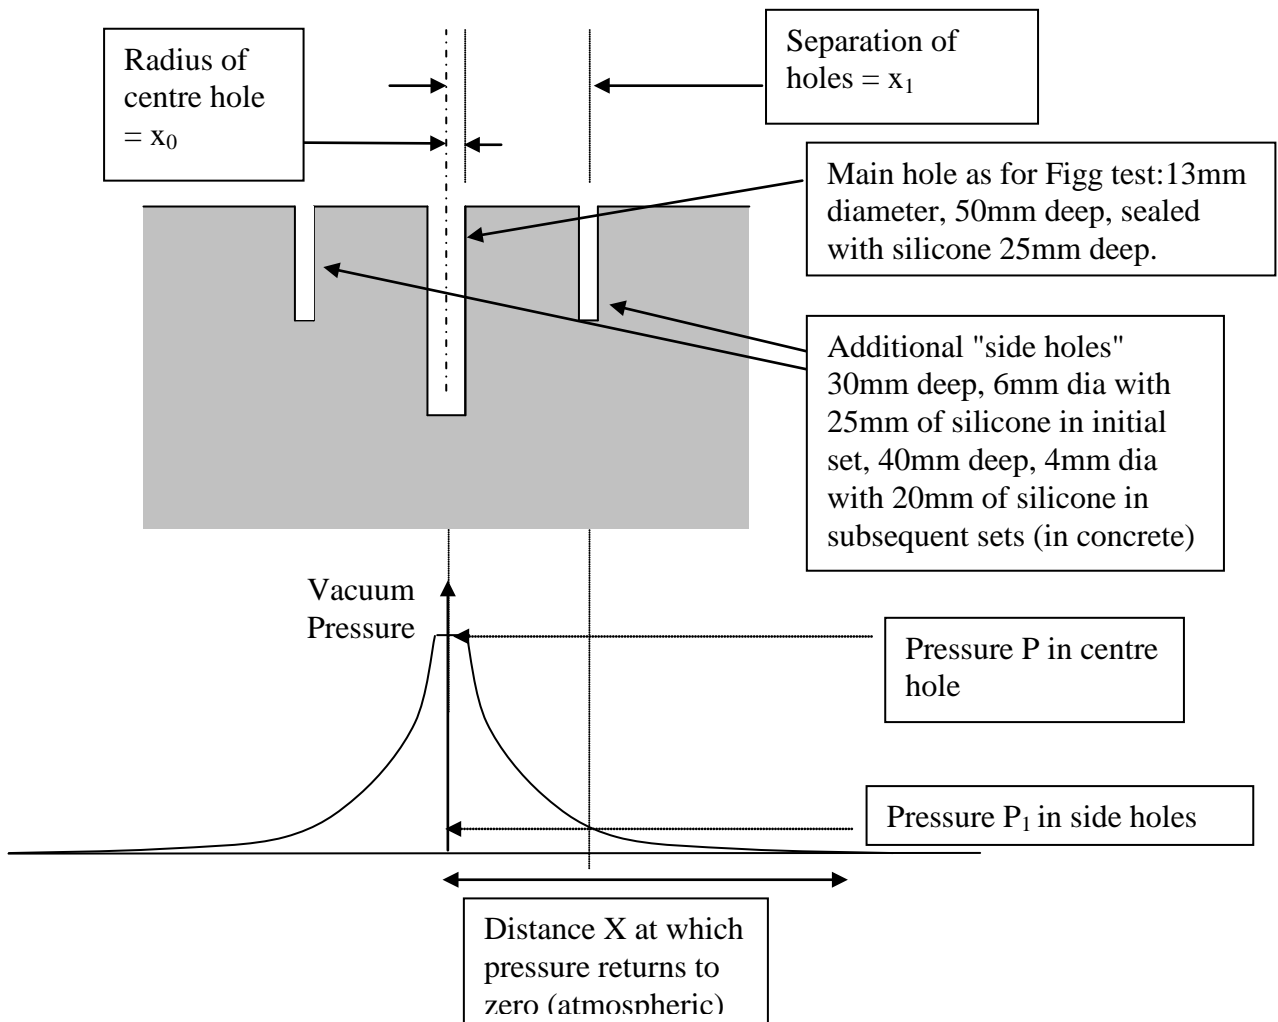 Radius of
centre hole
= x₀
Separation of
holes = x₁
Main hole as for Figg test:13mm
diameter, 50mm deep, sealed
with silicone 25mm deep.
Additional "side holes"
30mm deep, 6mm dia with
25mm of silicone in initial
set, 40mm deep, 4mm dia
with 20mm of silicone in
subsequent sets (in concrete)
Vacuum
Pressure
Pressure P in centre
hole
Pressure P₁ in side holes
Distance X at which
pressure returns to
zero (atmospheric)